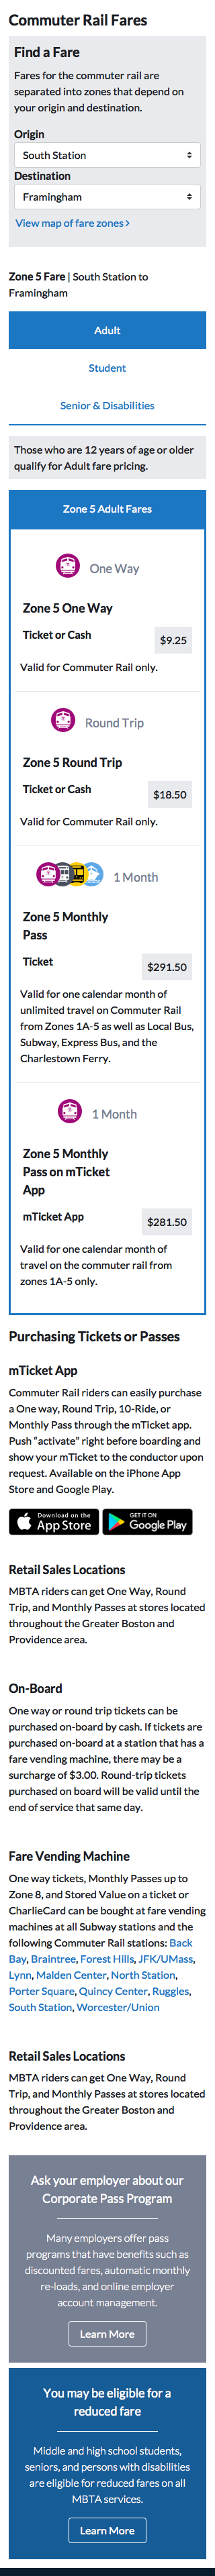 Commuter Rail Fares
Find a Fare
Fares for the commuter rail are
separated into zones that depend on
your origin and destination.
Origin
South Station
Destination
Framingham
View map of fare zones
Zone 5 Fare | South Station to
Framingham
Adult
Student
Senior & Disabilities
Those who are 12 years of age or older
qualify for Adult fare pricing.
Zone 5 Adult Fares
One Way
Zone 5 One Way
Ticket or Cash
$9.25
Valid for Commuter Rail only.
Round Trip
Zone 5 Round Trip
Ticket or Cash
$18.50
Valid for Commuter Rail only.
1 Month
Zone 5 Monthly
Pass
Ticket
$291.50
Valid for one calendar month of
unlimited travel on Commuter Rail
from Zones 1A-5 as well as Local Bus,
Subway, Express Bus, and the
Charlestown Ferry.
1 Month
Zone 5 Monthly
Pass on mTicket
App
mTicket App
$281.50
Valid for one calendar month of
travel on the commuter rail from
zones 1A-5 only.
Purchasing Tickets or Passes
mTicket App
Commuter Rail riders can easily purchase
a One way, Round Trip, 10-Ride, or
Monthly Pass through the mTicket app.
Push “activate” right before boarding and
show your mTicket to the conductor upon
request. Available on the iPhone App
Store and Google Play.
Download on the
App Store
GET IT ON
Google Play
Retail Sales Locations
MBTA riders can get One Way, Round
Trip, and Monthly Passes at stores located
throughout the Greater Boston and
Providence area.
On-Board
One way or round trip tickets can be
purchased on-board by cash. If tickets are
purchased on-board at a station that has a
fare vending machine, there may be a
surcharge of $3.00. Round-trip tickets
purchased on board will be valid until the
end of service that same day.
Fare Vending Machine
One way tickets, Monthly Passes up to
Zone 8, and Stored Value on a ticket or
CharlieCard can be bought at fare vending
machines at all Subway stations and the
following Commuter Rail stations: Back
Bay, Braintree, Forest Hills, JFK/UMass,
Lynn, Malden Center, North Station,
Porter Square, Quincy Center, Ruggles,
South Station, Worcester/Union
Retail Sales Locations
MBTA riders can get One Way, Round
Trip, and Monthly Passes at stores located
throughout the Greater Boston and
Providence area.
Ask your employer about our
Corporate Pass Program
Many employers offer pass
programs that have benefits such as
discounted fares, automatic monthly
re-loads, and online employer
account management.
Learn More
You may be eligible for a
reduced fare
Middle and high school students,
seniors, and persons with disabilities
are eligible for reduced fares on all
MBTA services.
Learn More